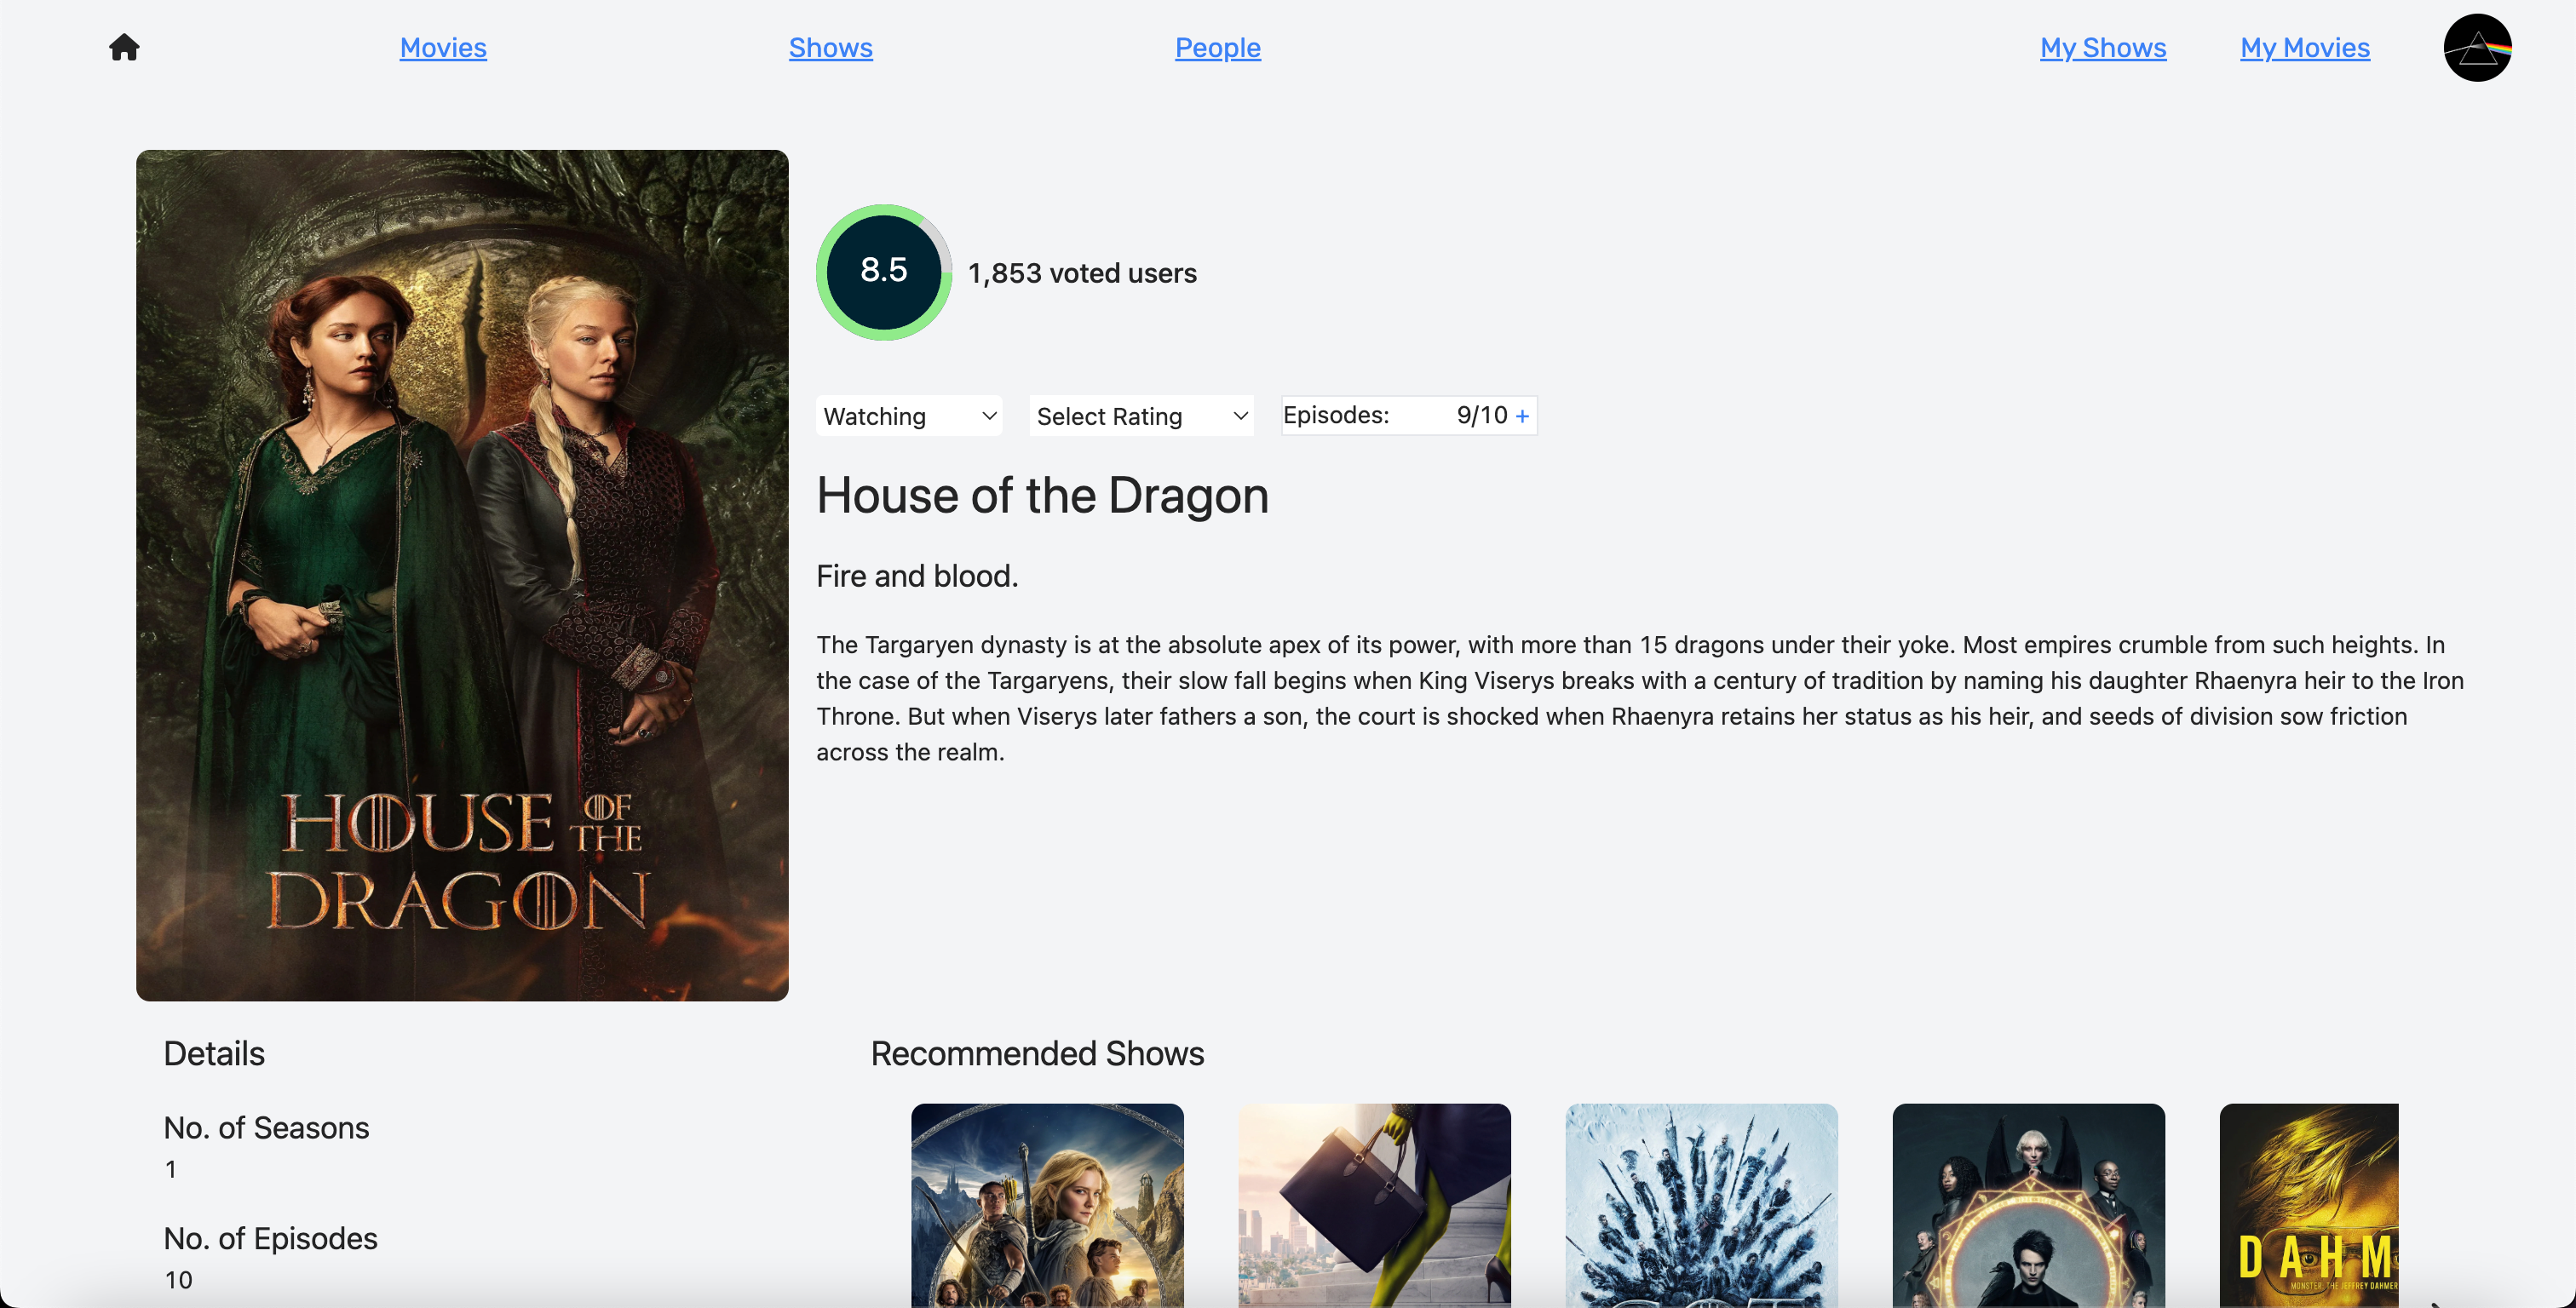 Movies
Shows
People
My Shows
My Movies
8.5
1,853 voted users
Watching
Select Rating
Episodes: 9/10 +
House of the Dragon
Fire and blood.
The Targaryen dynasty is at the absolute apex of its power, with more than 15 dragons under their yoke. Most empires crumble from such heights. In
the case of the Targaryens, their slow fall begins when King Viserys breaks with a century of tradition by naming his daughter Rhaenyra heir to the Iron
Throne. But when Viserys later fathers a son, the court is shocked when Rhaenyra retains her status as his heir, and seeds of division sow friction
across the realm.
HOUSE OF THE
DRAGON
Details
No. of Seasons
1
No. of Episodes
10
Recommended Shows
DAHM
MONSTER: THE JEFFREY DAHMER